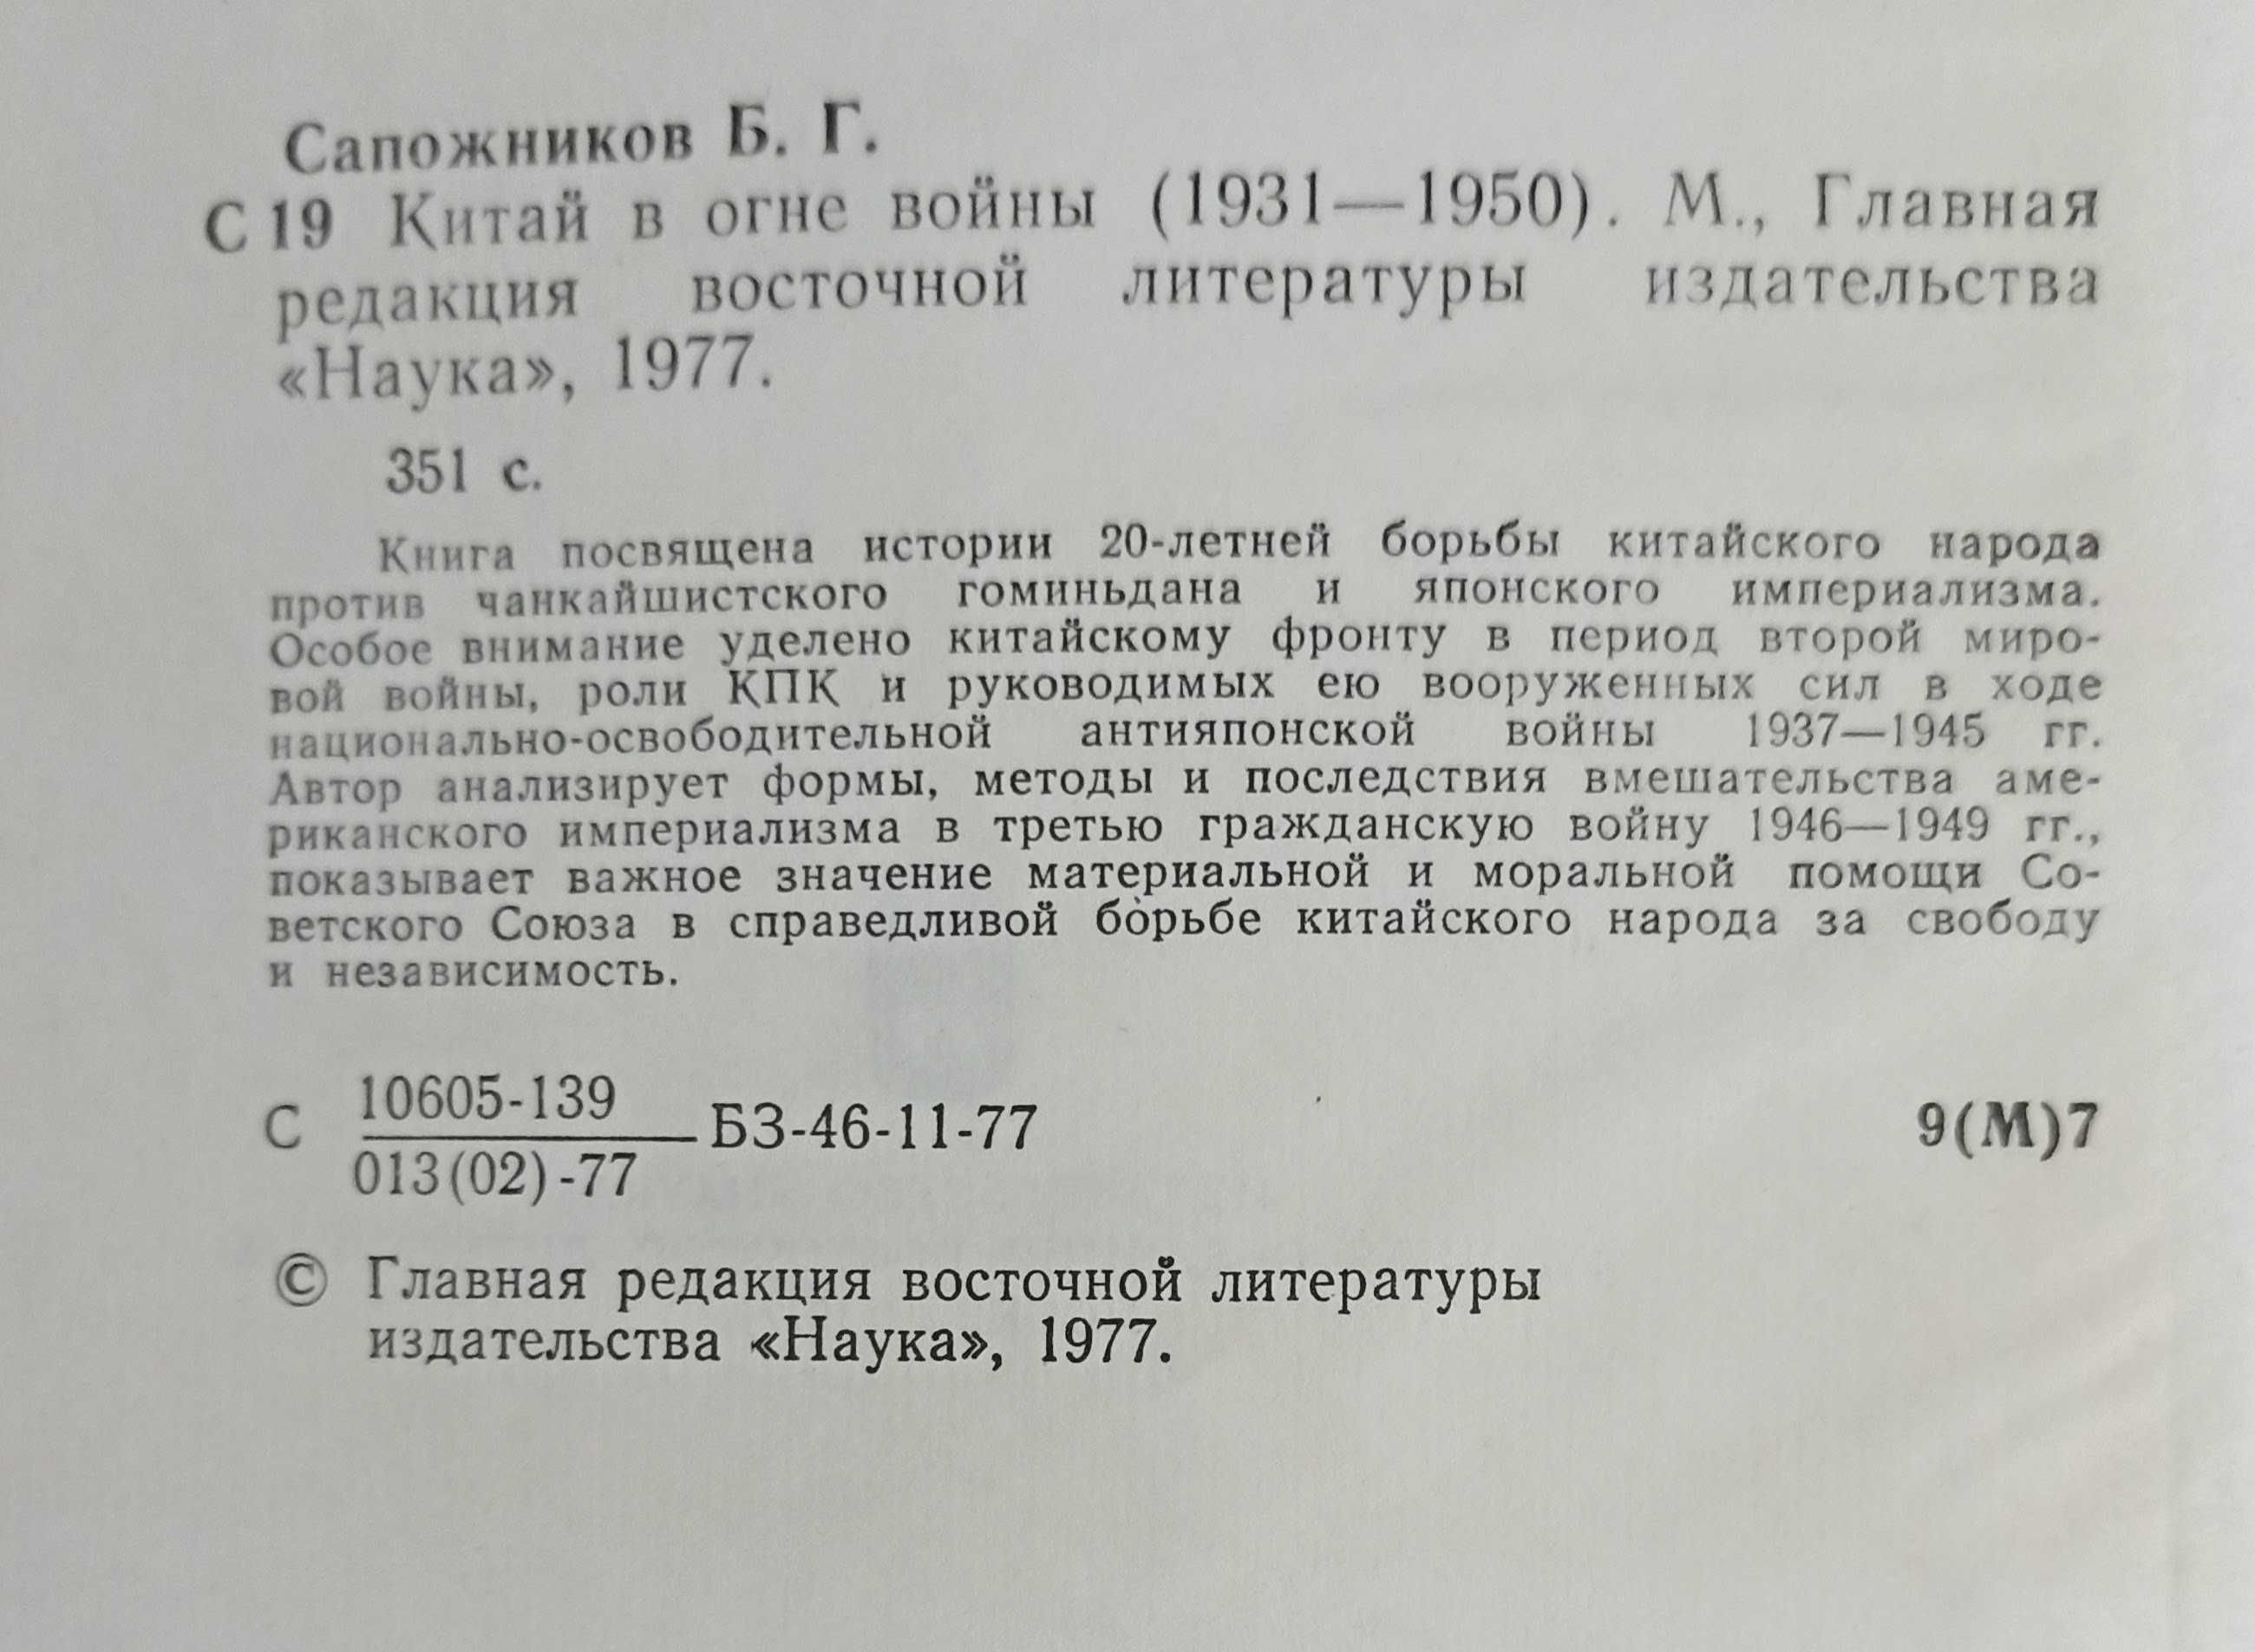 Сапожников Б. Г.
С 19 Китай в огне войны (1931—1950). М., Главная
редакция восточной литературы издательства
«Наука», 1977.
351 с.
Книга посвящена истории 20-летней борьбы китайского народа
против чанкайшистского гоминьдана и японского империализма.
Особое внимание уделено китайскому фронту в период второй миро-
вой войны, роли КПК и руководимых ею вооруженных сил в ходе
национально-освободительной антияпонской войны 1937—1945 гг.
Автор анализирует формы, методы и последствия вмешательства аме-
риканского империализма в третью гражданскую войну 1946—1949 гг.,
показывает важное значение материальной и моральной помощи Со-
ветского Союза в справедливой борьбе китайского народа за свободу
и независимость.
С 10605-139
013(02)-77 БЗ-46-11-77 9(М)7
© Главная редакция восточной литературы
издательства «Наука», 1977.